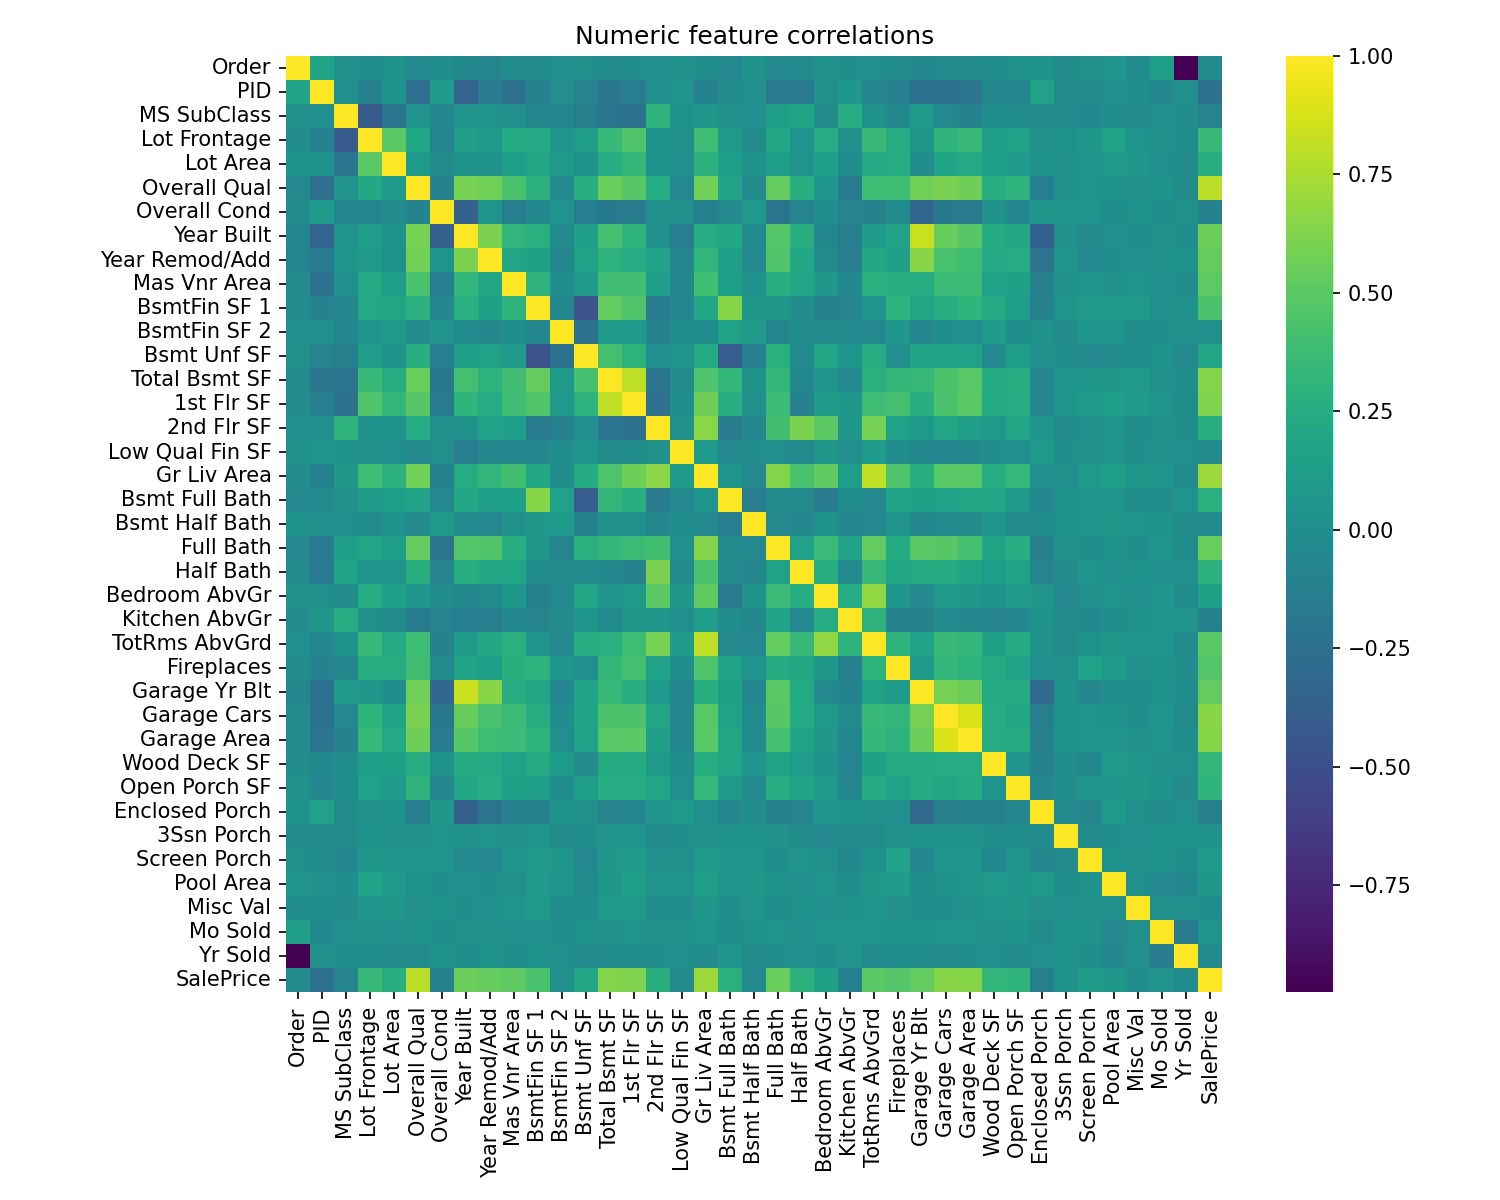 Numeric feature correlations
Order
PID
MS SubClass
Lot Frontage
Lot Area
Overall Qual
Overall Cond
Year Built
Year Remod/Add
Mas Vnr Area
BsmtFin SF 1
BsmtFin SF 2
Bsmt Unf SF
Total Bsmt SF
1st Flr SF
2nd Flr SF
Low Qual Fin SF
Gr Liv Area
Bsmt Full Bath
Bsmt Half Bath
Full Bath
Half Bath
Bedroom AbvGr
Kitchen AbvGr
TotRms AbvGrd
Fireplaces
Garage Yr Blt
Garage Cars
Garage Area
Wood Deck SF
Open Porch SF
Enclosed Porch
3Ssn Porch
Screen Porch
Pool Area
Misc Val
Mo Sold
Yr Sold
SalePrice
Order
PID
MS SubClass
Lot Frontage
Lot Area
Overall Qual
Overall Cond
Year Built
Year Remod/Add
Mas Vnr Area
BsmtFin SF 1
BsmtFin SF 2
Bsmt Unf SF
Total Bsmt SF
1st Flr SF
2nd Flr SF
Low Qual Fin SF
Gr Liv Area
Bsmt Full Bath
Bsmt Half Bath
Full Bath
Half Bath
Bedroom AbvGr
Kitchen AbvGr
TotRms AbvGrd
Fireplaces
Garage Yr Blt
Garage Cars
Garage Area
Wood Deck SF
Open Porch SF
Enclosed Porch
3Ssn Porch
Screen Porch
Pool Area
Misc Val
Mo Sold
Yr Sold
SalePrice
1.00
0.75
0.50
0.25
0.00
−0.25
−0.50
−0.75